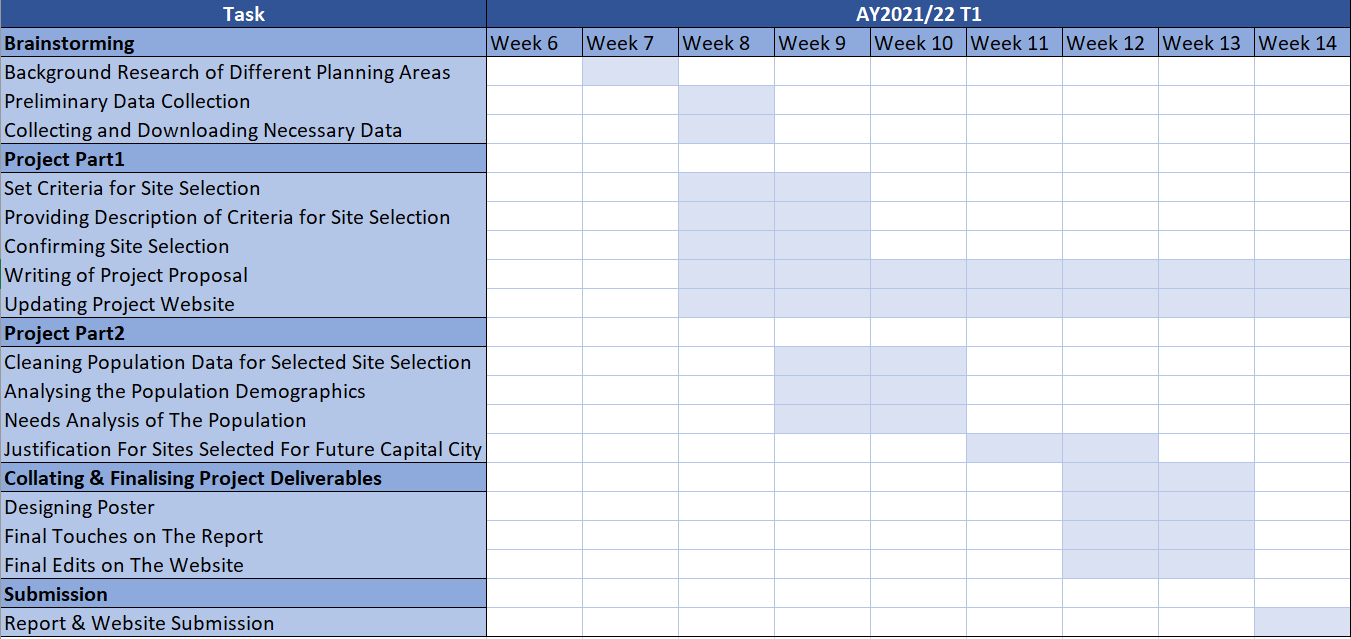 Task AY2021/22 T1
Brainstorming Week 6 Week 7 Week 8 Week 9 Week 10 Week 11 Week 12 Week 13 Week 14
Background Research of Different Planning Areas
Preliminary Data Collection
Collecting and Downloading Necessary Data
Project Part1
Set Criteria for Site Selection
Providing Description of Criteria for Site Selection
Confirming Site Selection
Writing of Project Proposal
Updating Project Website
Project Part2
Cleaning Population Data for Selected Site Selection
Analysing the Population Demographics
Needs Analysis of The Population
Justification For Sites Selected For Future Capital City
Collating & Finalising Project Deliverables
Designing Poster
Final Touches on The Report
Final Edits on The Website
Submission
Report & Website Submission